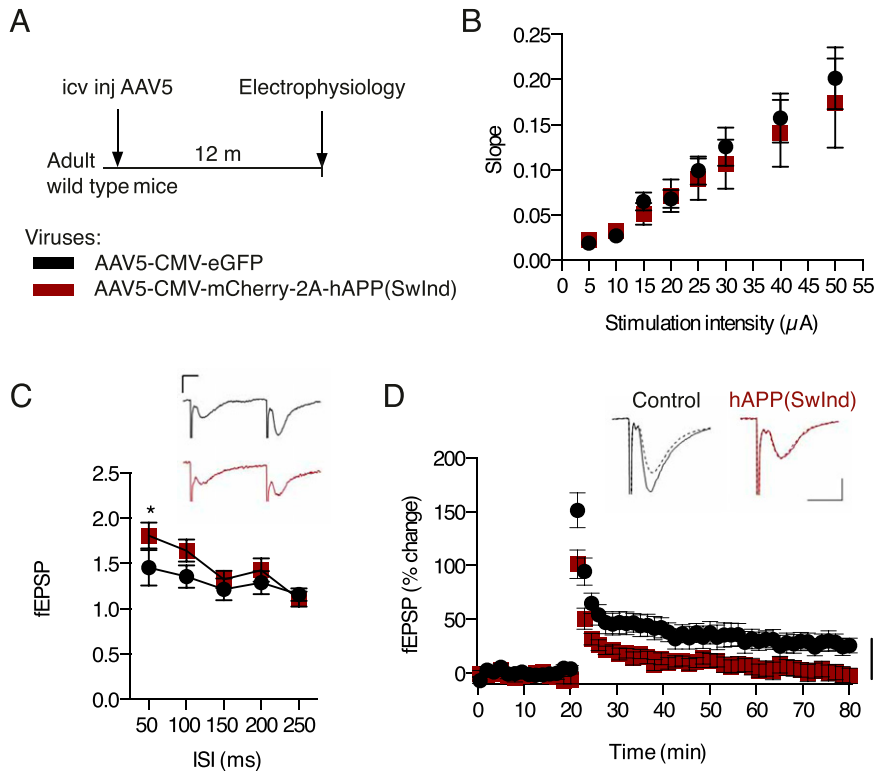 A
icv inj AAV5
Electrophysiology
12 m
Adult
wild type mice
Viruses:
AAV5-CMV-eGFP
AAV5-CMV-mCherry-2A-hAPP(SwInd)
B
Slope
0.25
0.20
0.15
0.10
0.05
0.00
0 5 10 15 20 25 30 35 40 45 50 55
Stimulation intensity (µA)
C
fEPSP
2.5
2.0
1.5
1.0
0.5
0.0
*
50 100 150 200 250
ISI (ms)
D
Control
hAPP(SwInd)
fEPSP (% change)
200
150
100
50
0
0 10 20 30 40 50 60 70 80
Time (min)